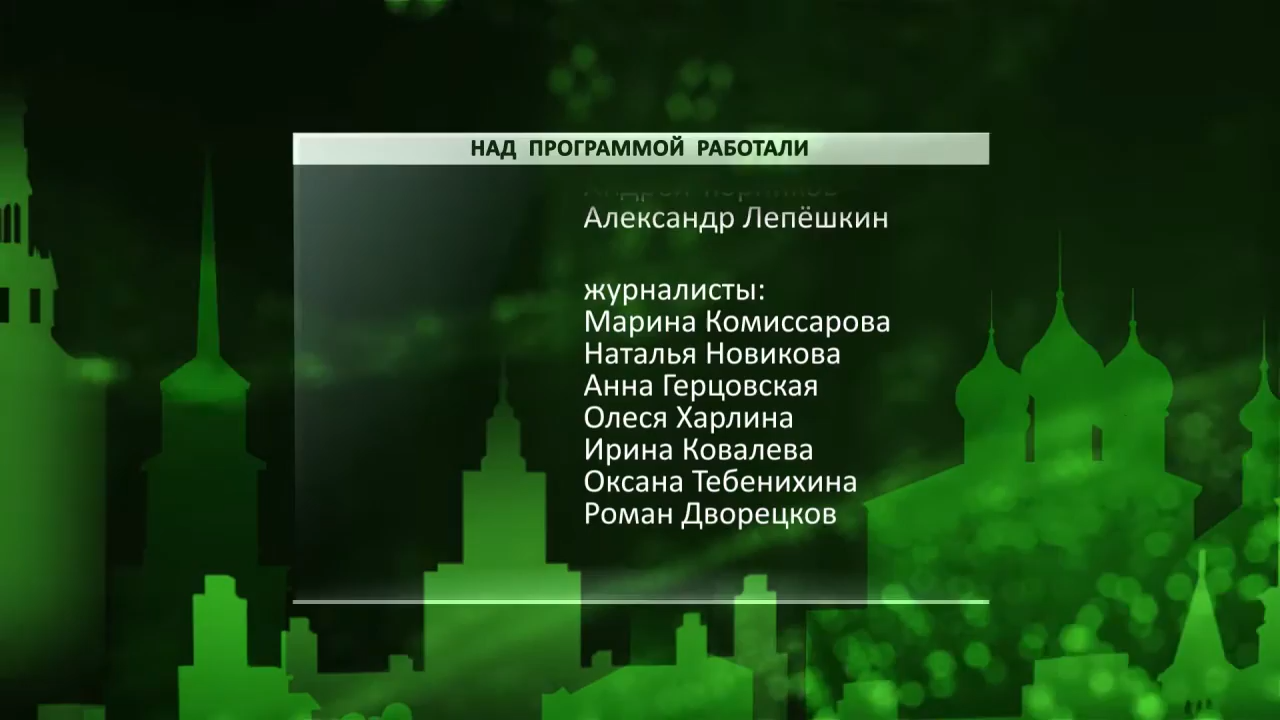 НАД ПРОГРАММОЙ РАБОТАЛИ
Александр Лепёшкин
журналисты:
Марина Комиссарова
Наталья Новикова
Анна Герцовская
Олеся Харлина
Ирина Ковалева
Оксана Тебенихина
Роман Дворецков